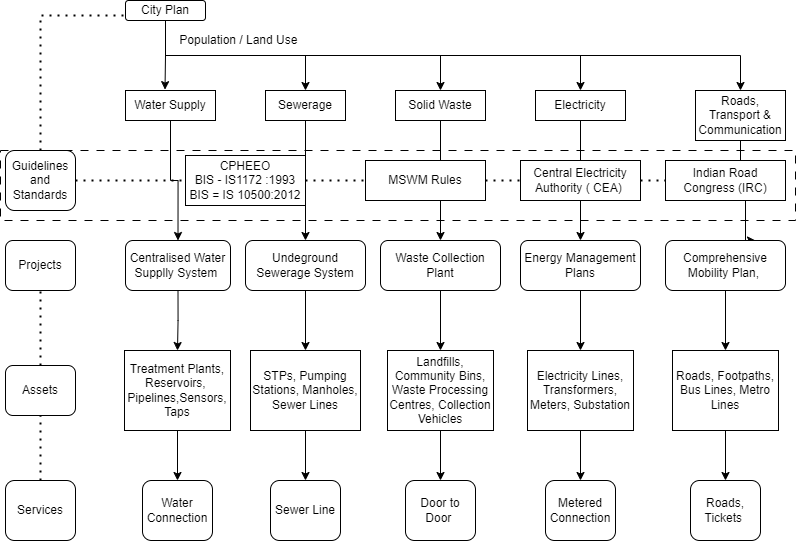 City Plan
Population / Land Use
Water Supply
Sewerage
Solid Waste
Electricity
Roads,
Transport &
Communication
Guidelines
and
Standards
CPHEEO
BIS - IS1172 :1993
BIS = IS 10500:2012
MSWM Rules
Central Electricity
Authority ( CEA)
Indian Road
Congress (IRC)
Projects
Centralised Water
Supplly System
Undeground
Sewerage System
Waste Collection
Plant
Energy Management
Plans
Comprehensive
Mobility Plan,
Assets
Treatment Plants,
Reservoirs,
Pipelines,Sensors,
Taps
STPs, Pumping
Stations, Manholes,
Sewer Lines
Landfills,
Community Bins,
Waste Processing
Centres, Collection
Vehicles
Electricity Lines,
Transformers,
Meters, Substation
Roads, Footpaths,
Bus Lines, Metro
Lines
Services
Water
Connection
Sewer Line
Door to
Door
Metered
Connection
Roads,
Tickets